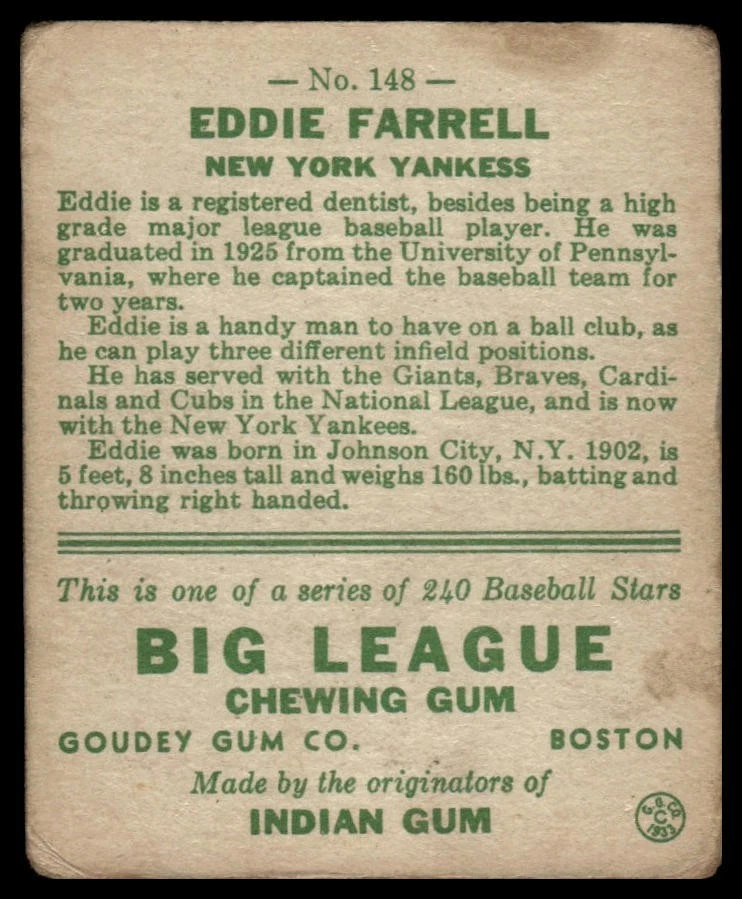 — No. 148 —
EDDIE FARRELL
NEW YORK YANKESS
Eddie is a registered dentist, besides being a high
grade major league baseball player. He was
graduated in 1925 from the University of Pennsyl-
vania, where he captained the baseball team for
two years.
Eddie is a handy man to have on a ball club, as
he can play three different infield positions.
He has served with the Giants, Braves, Cardi-
nals and Cubs in the National League, and is now
with the New York Yankees.
Eddie was born in Johnson City, N.Y. 1902, is
5 feet, 8 inches tall and weighs 160 lbs., batting and
throwing right handed.
This is one of a series of 240 Baseball Stars
BIG LEAGUE
CHEWING GUM
GOUDEY GUM CO. BOSTON
Made by the originators of
INDIAN GUM
G.G.CO.
C
1933